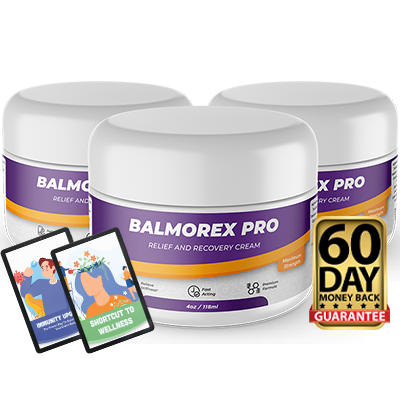 BALMOREX PRO
RELIEF AND
BALMOREX PRO
RELIEF AND RECOVERY CREAM
Maximum
Strength
Fast
Acting
Premium
Formula
4oz / 118ml
PRO
CREAM
60
DAY
MONEY BACK
GUARANTEE
IMMUNITY
SHORTCUT TO
WELLNESS